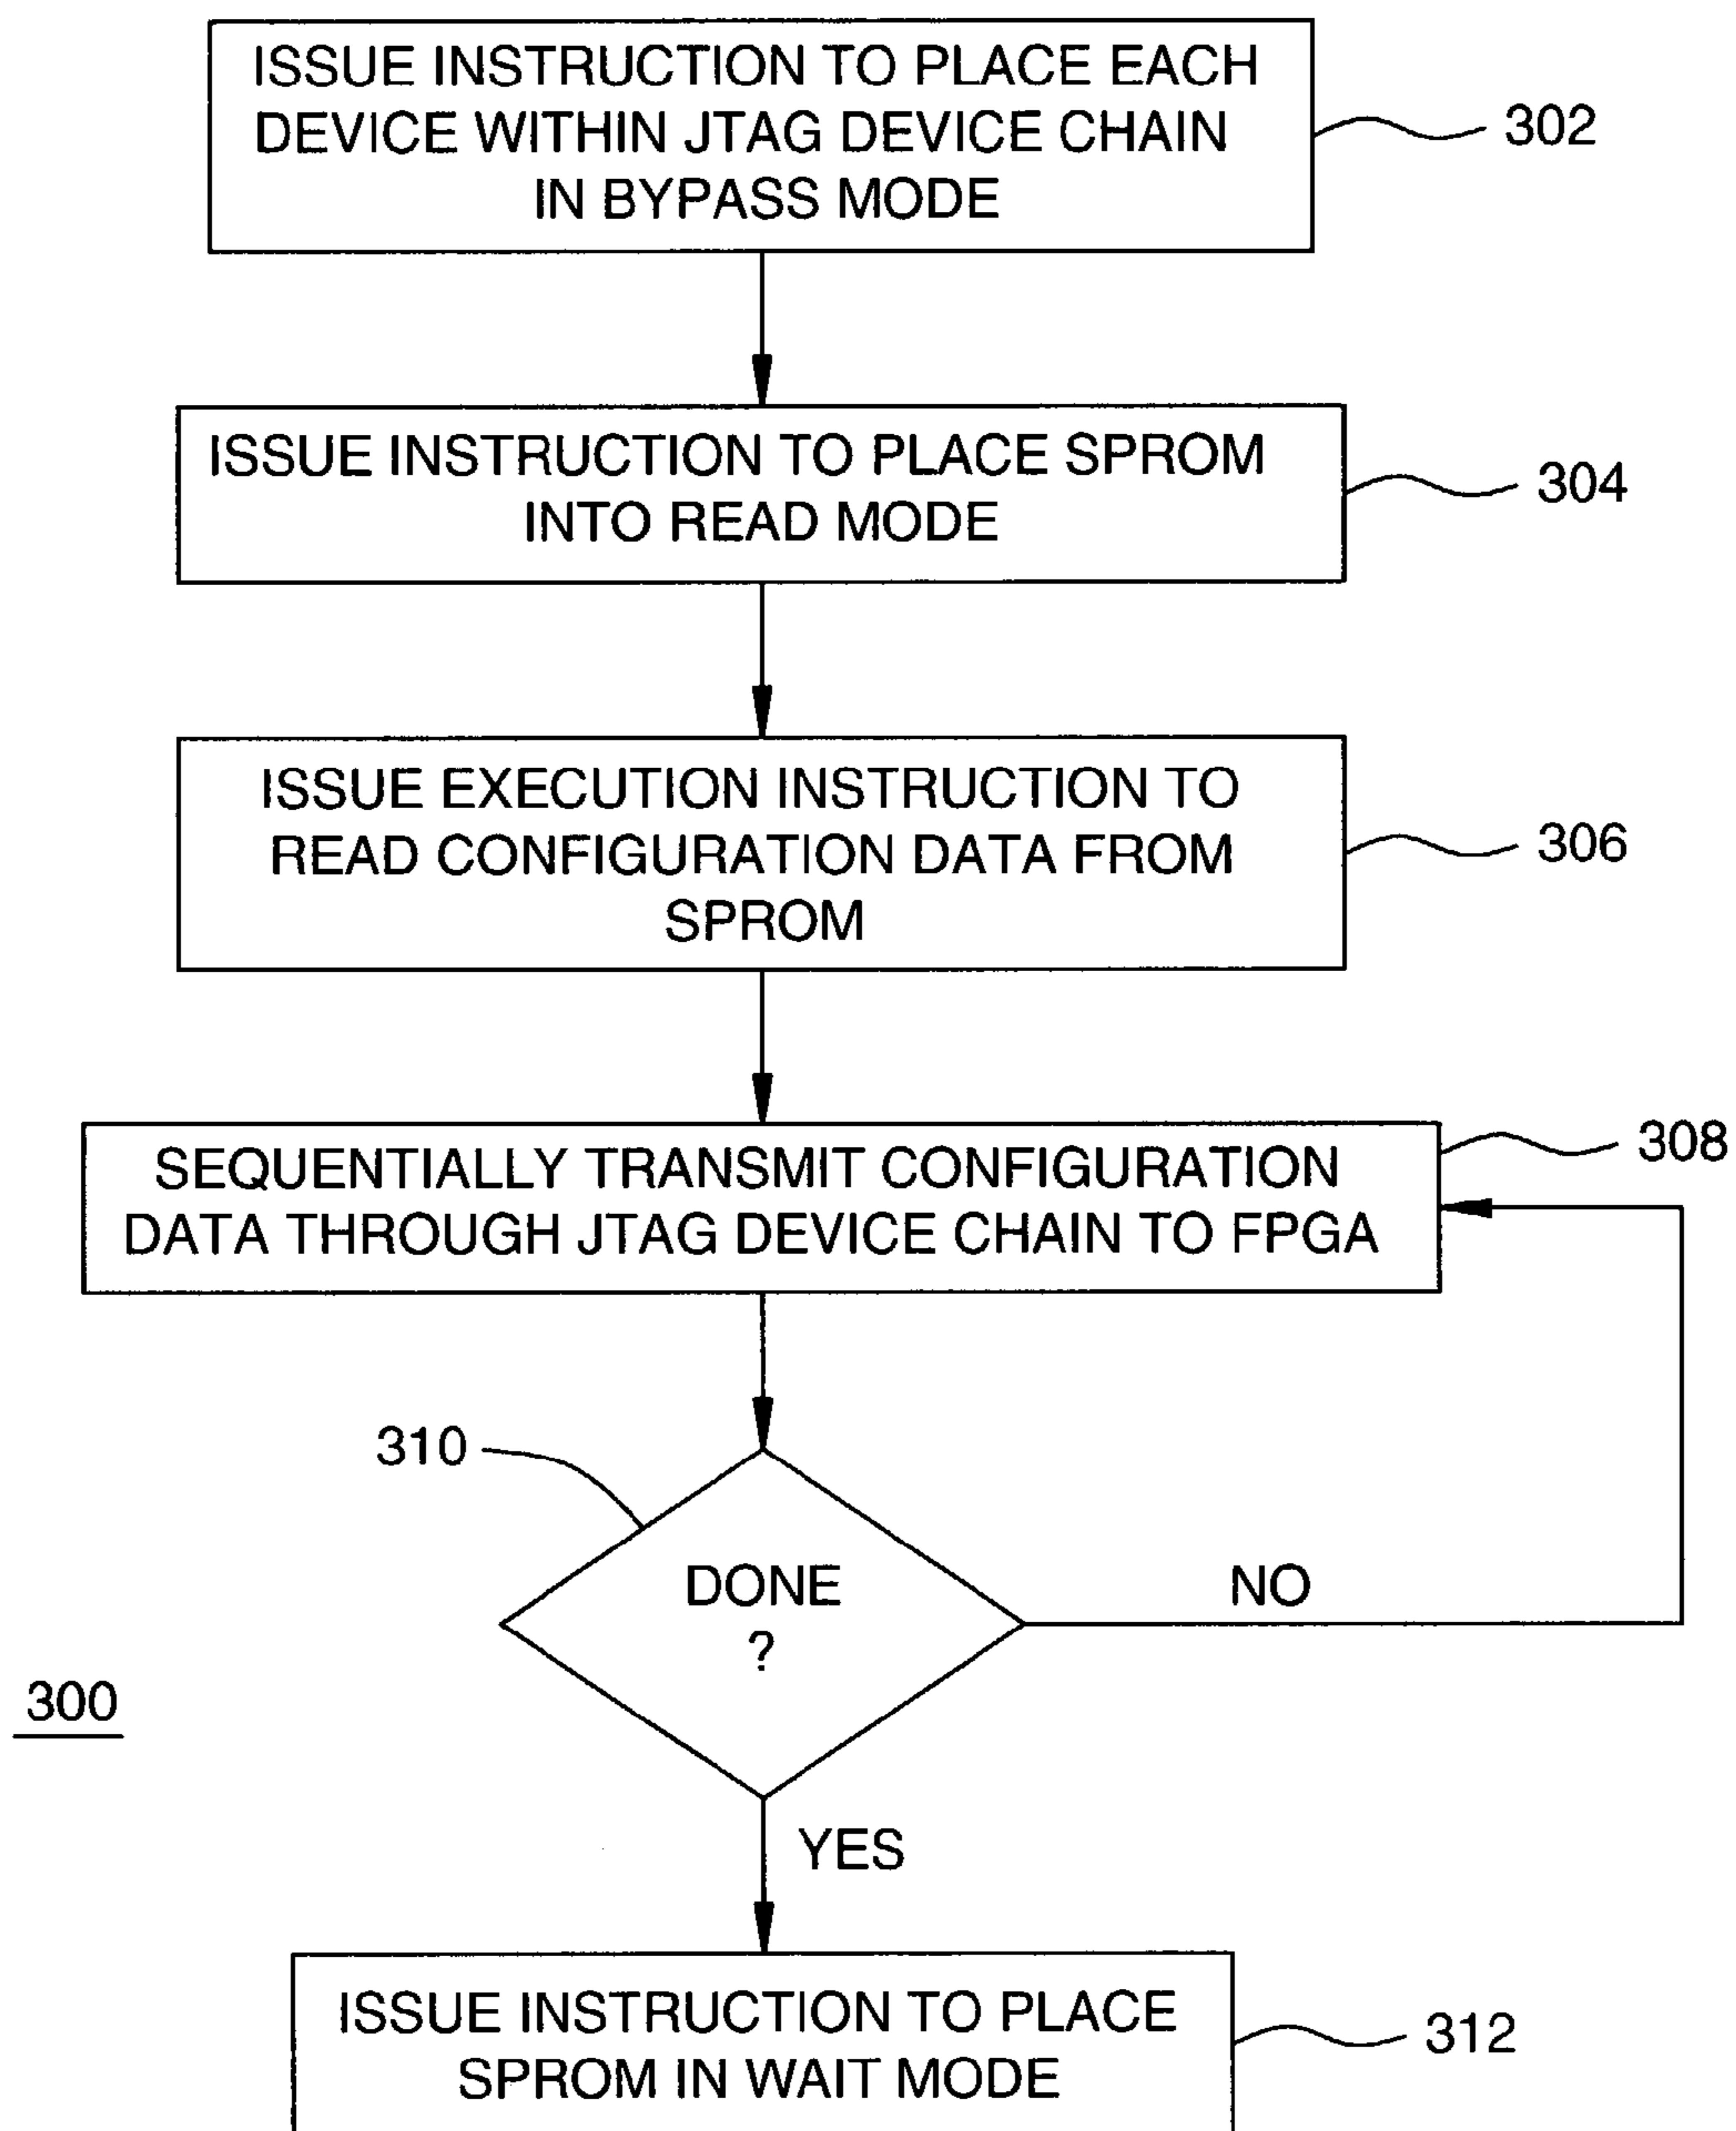 ISSUE INSTRUCTION TO PLACE EACH
DEVICE WITHIN JTAG DEVICE CHAIN
IN BYPASS MODE
302
ISSUE INSTRUCTION TO PLACE SPROM
INTO READ MODE
304
ISSUE EXECUTION INSTRUCTION TO
READ CONFIGURATION DATA FROM
SPROM
306
SEQUENTIALLY TRANSMIT CONFIGURATION
DATA THROUGH JTAG DEVICE CHAIN TO FPGA
308
310
DONE
?
NO
300
YES
ISSUE INSTRUCTION TO PLACE
SPROM IN WAIT MODE
312